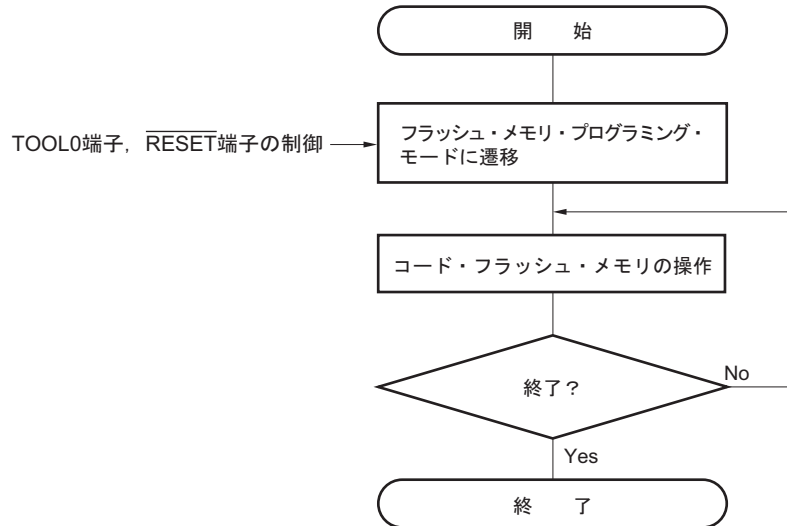 開　始
TOOL0端子，RESET端子の制御
フラッシュ・メモリ・プログラミング・
モードに遷移
コード・フラッシュ・メモリの操作
終了？
No
Yes
終　了